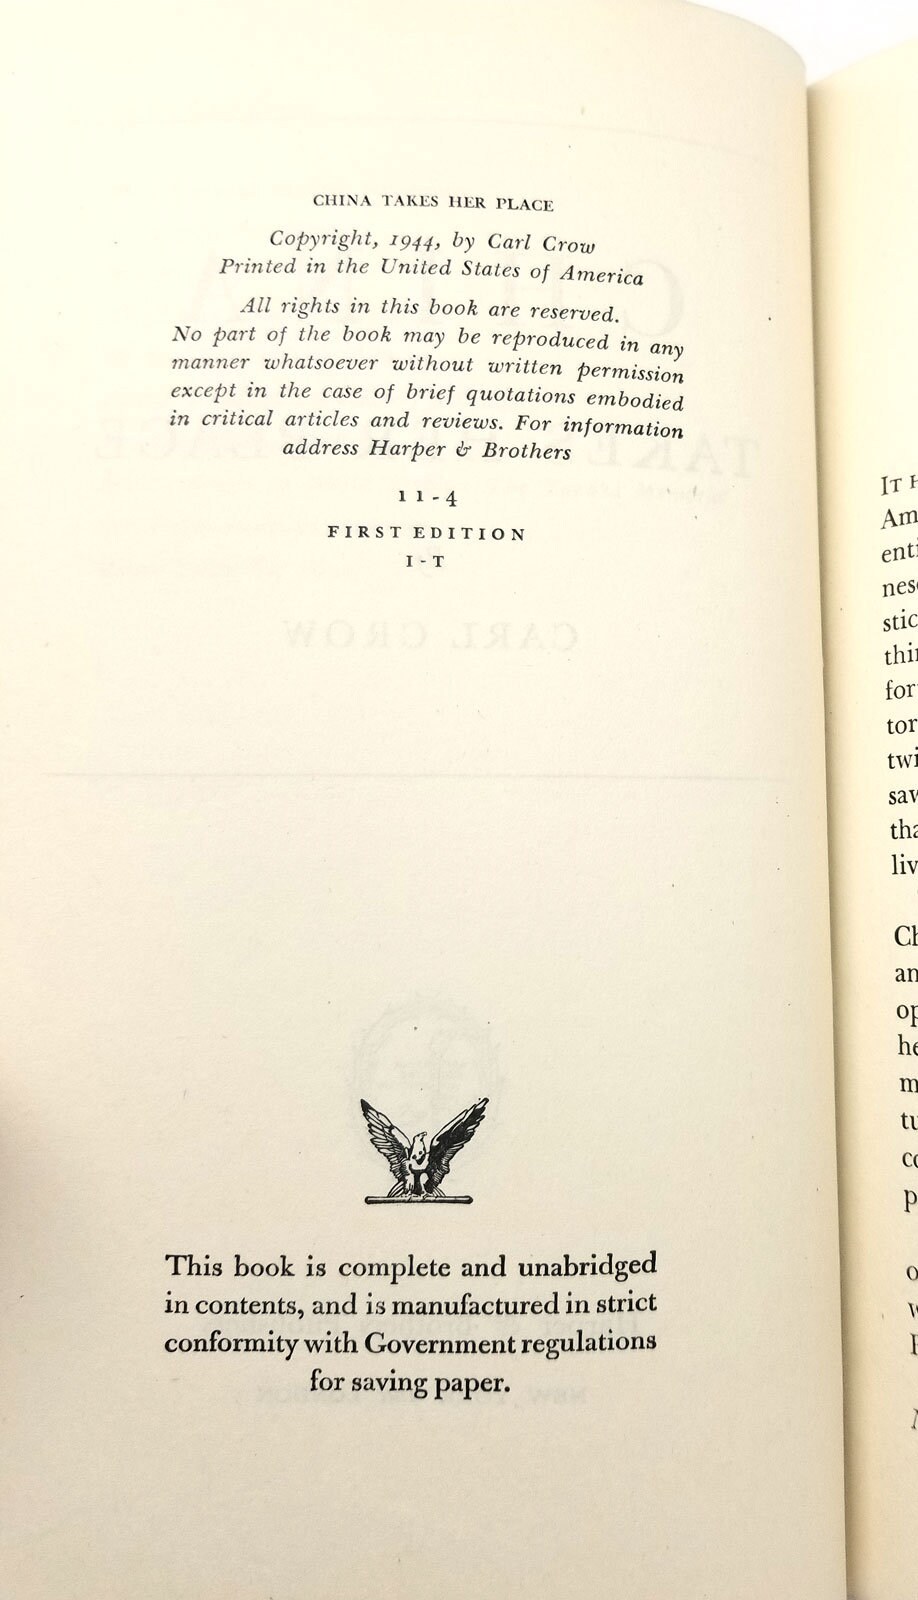 CHINA TAKES HER PLACE
Copyright, 1944, by Carl Crow
Printed in the United States of America
All rights in this book are reserved.
No part of the book may be reproduced in any
manner whatsoever without written permission
except in the case of brief quotations embodied
in critical articles and reviews. For information
address Harper & Brothers
11-4
FIRST EDITION
I-T
This book is complete and unabridged
in contents, and is manufactured in strict
conformity with Government regulations
for saving paper.
IT